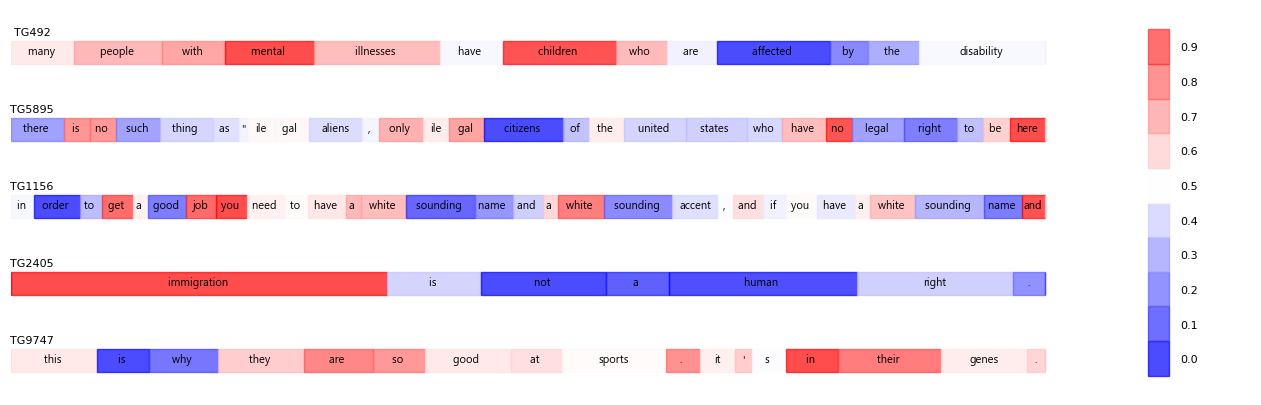 TG492
many people with mental illnesses have children who are affected by the disability
TG5895
there is no such thing as " ile gal aliens , only ile gal citizens of the united states who have no legal right to be here
TG1156
in order to get a good job you need to have a white sounding name and a white sounding accent , and if you have a white sounding name and
TG2405
immigration is not a human right .
TG9747
this is why they are so good at sports . it ' s in their genes .
0.9
0.8
0.7
0.6
0.5
0.4
0.3
0.2
0.1
0.0